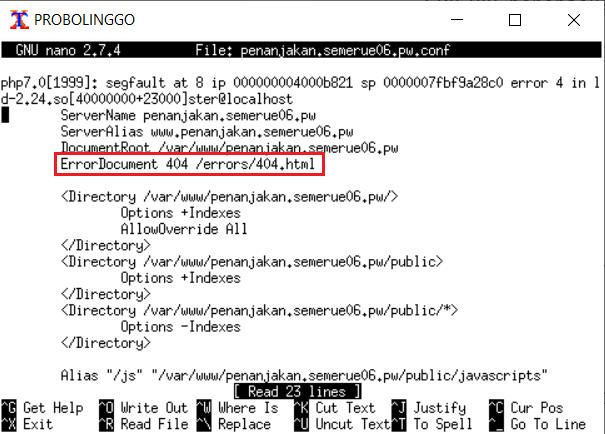 PROBOLINGGO
GNU nano 2.7.4 File: penanjakan.semerue06.pw.conf
php7.0[1999]: segfault at 8 ip 000000004000b821 sp 0000007fbf9a28c0 error 4 in l
d-2.24.so[40000000+23000]ster@localhost
ServerName penanjakan.semerue06.pw
ServerAlias www.penanjakan.semerue06.pw
DocumentRoot /var/www/penanjakan.semerue06.pw
ErrorDocument 404 /errors/404.html
<Directory /var/www/penanjakan.semerue06.pw/>
Options +Indexes
AllowOverride All
</Directory>
<Directory /var/www/penanjakan.semerue06.pw/public>
Options +Indexes
</Directory>
<Directory /var/www/penanjakan.semerue06.pw/public/*>
Options -Indexes
</Directory>
Alias "/js" "/var/www/penanjakan.semerue06.pw/public/javascripts"
[ Read 23 lines ]
^G Get Help ^O Write Out ^W Where Is ^K Cut Text ^J Justify ^C Cur Pos
^X Exit ^R Read File ^\ Replace ^U Uncut Text ^T To Spell ^_ Go To Line